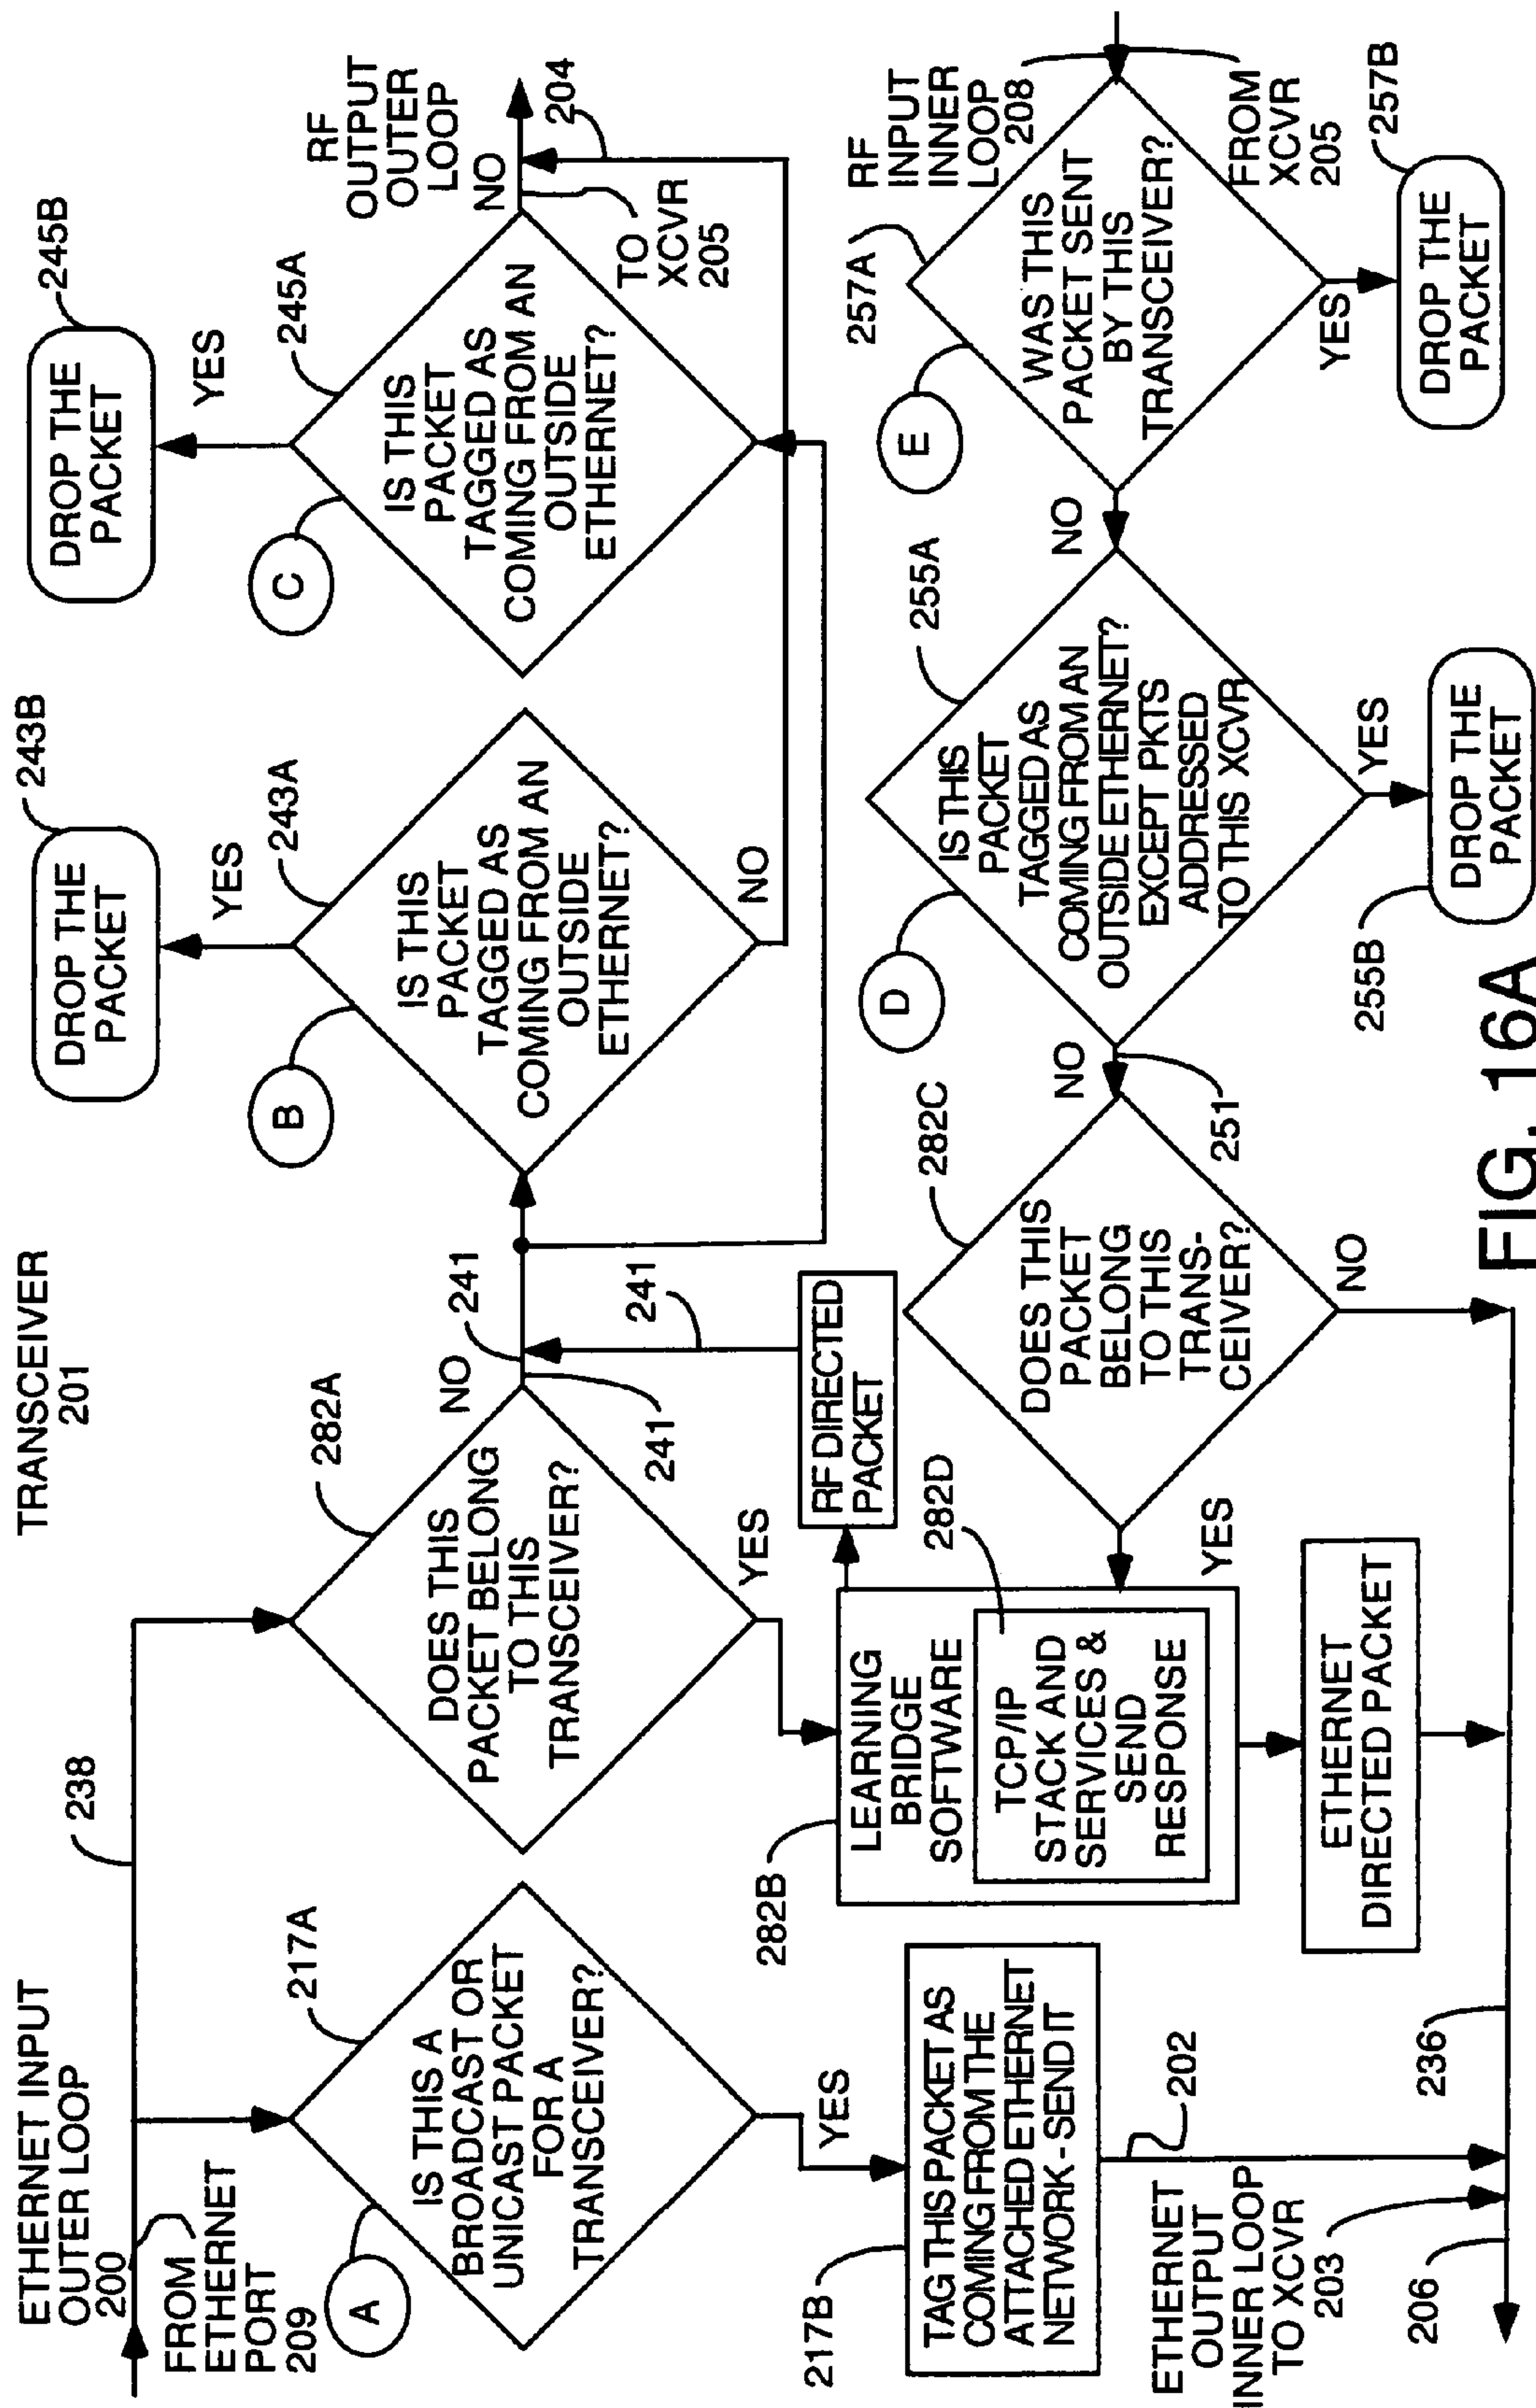 TRANSCEIVER
201
ETHERNET INPUT
OUTER LOOP
200
FROM
ETHERNET
PORT
209
238
A
217A
IS THIS A
BROADCAST OR
UNICAST PACKET
FOR A
TRANSCEIVER?
YES
217B
TAG THIS PACKET AS
COMING FROM THE
ATTACHED ETHERNET
NETWORK - SEND IT
202
ETHERNET
OUTPUT
INNER LOOP
TO XCVR
203
206
236
282A
DOES THIS
PACKET BELONG
TO THIS
TRANSCEIVER?
NO
YES
241
241
241
RF DIRECTED
PACKET
282B
LEARNING
BRIDGE
SOFTWARE
282D
TCP/IP
STACK AND
SERVICES &
SEND
RESPONSE
YES
ETHERNET
DIRECTED PACKET
243B
DROP THE
PACKET
YES
243A
B
IS THIS
PACKET
TAGGED AS
COMING FROM AN
OUTSIDE
ETHERNET?
NO
245B
DROP THE
PACKET
YES
245A
C
IS THIS
PACKET
TAGGED AS
COMING FROM AN
OUTSIDE
ETHERNET?
RF
OUTPUT
OUTER
LOOP
NO
204
TO
XCVR
205
282C
DOES THIS
PACKET
BELONG
TO THIS
TRANS-
CEIVER?
NO
NO
251
255A
D
IS THIS
PACKET
TAGGED AS
COMING FROM AN
OUTSIDE ETHERNET?
EXCEPT PKTS
ADDRESSED
TO THIS XCVR
YES
255B
DROP THE
PACKET
NO
257A
E
WAS THIS
PACKET SENT
BY THIS
TRANSCEIVER?
RF
INPUT
INNER
LOOP
208
FROM
XCVR
205
YES
257B
DROP THE
PACKET
FIG. 16A